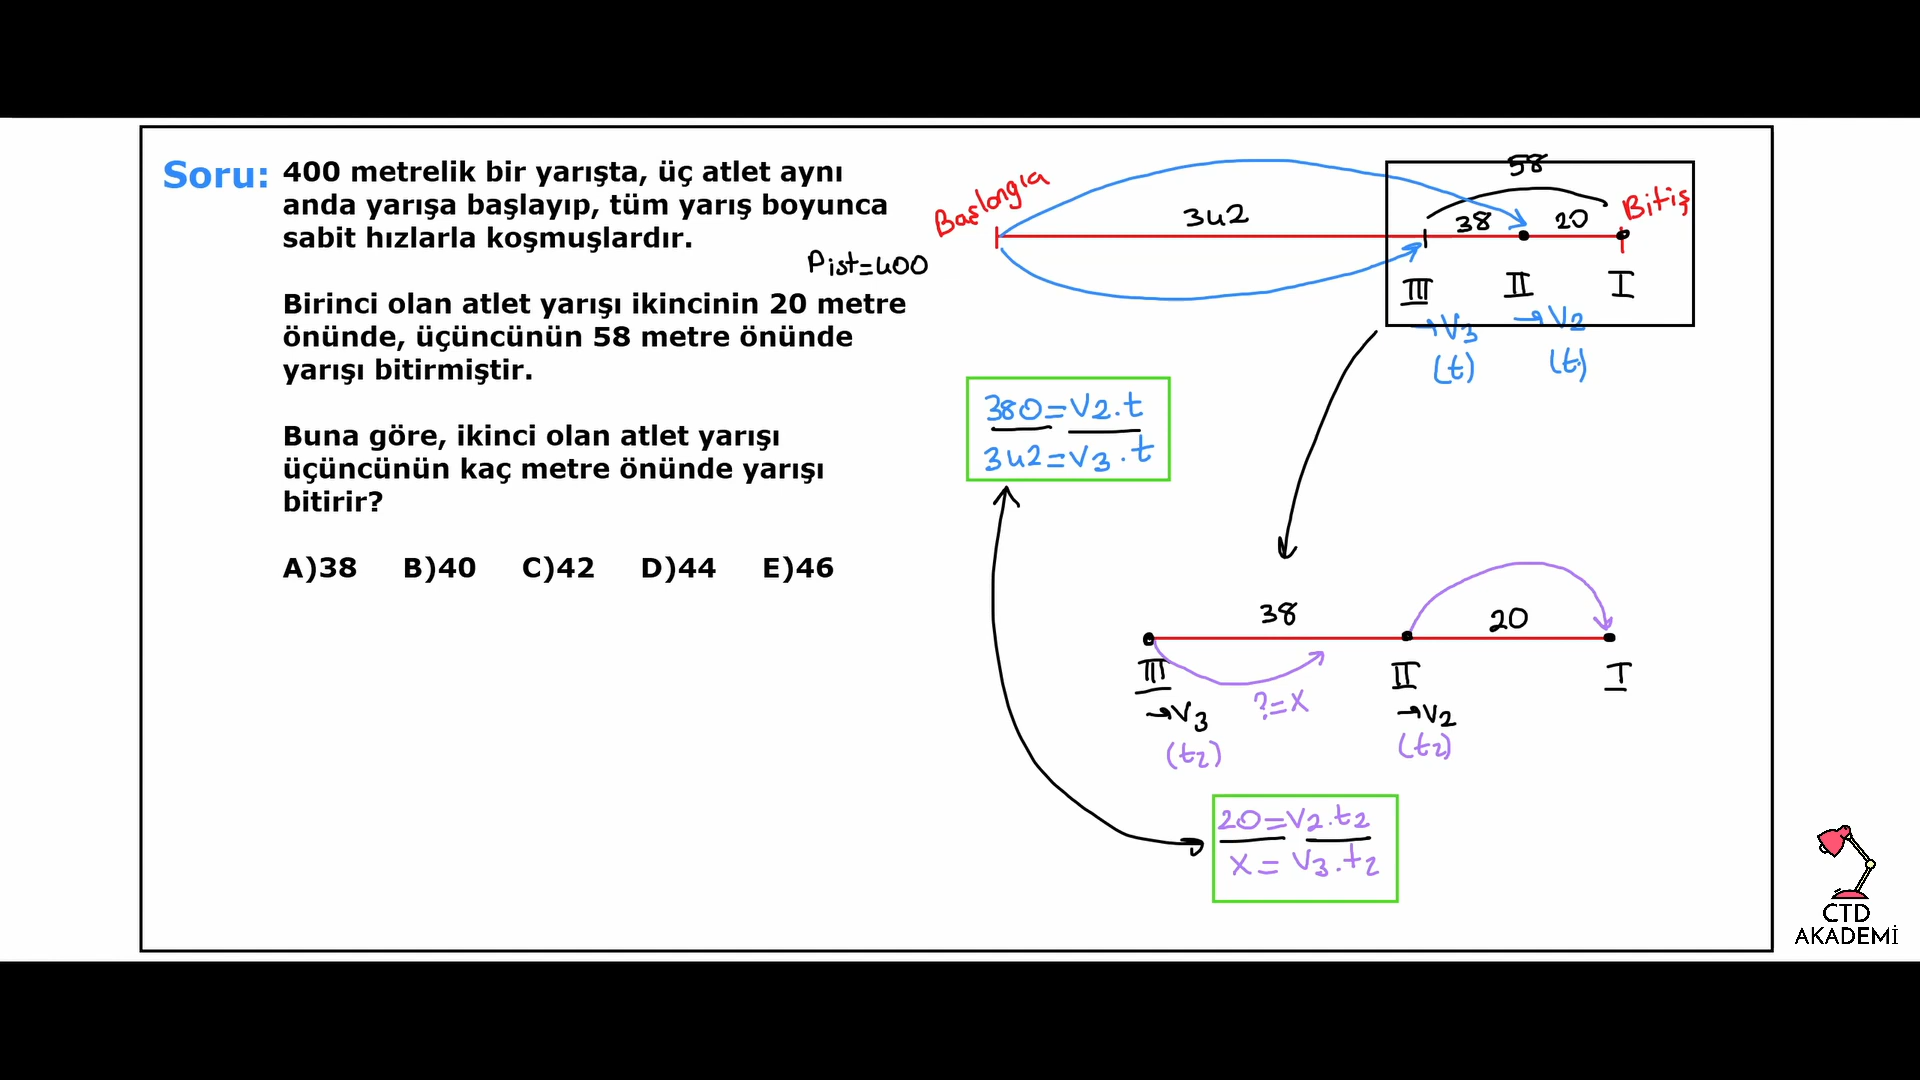 Soru: 400 metrelik bir yarışta, üç atlet aynı
anda yarışa başlayıp, tüm yarış boyunca
sabit hızlarla koşmuşlardır.
Pist=400
Birinci olan atlet yarışı ikincinin 20 metre
önünde, üçüncünün 58 metre önünde
yarışı bitirmiştir.
Buna göre, ikinci olan atlet yarışı
üçüncünün kaç metre önünde yarışı
bitirir?
A)38 B)40 C)42 D)44 E)46
58
Başlangıç 342 38 20 Bitiş
III II I
→V3 →V2
(t) (t)
380=V2.t
342=V3.t
38 20
III II I
?=x
→V3 →V2
(t2) (t2)
20=V2.t2
x=V3.t2
CTD
AKADEMİ